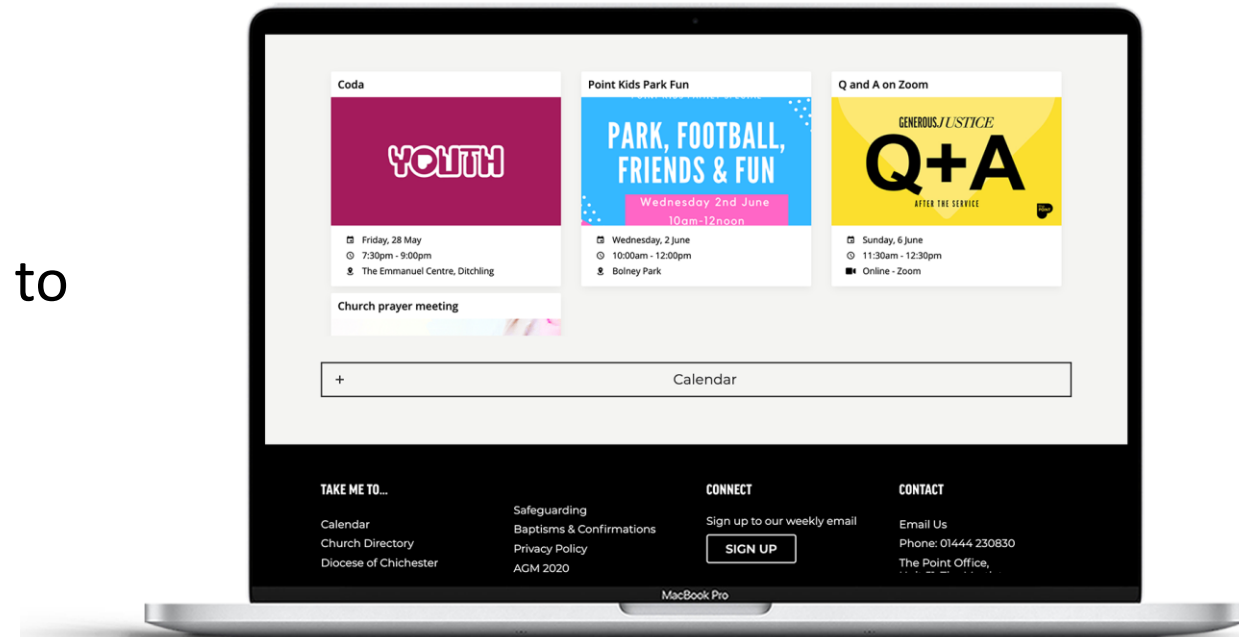 to
Coda
YOUTH
Friday, 28 May
7:30pm - 9:00pm
The Emmanuel Centre, Ditchling
Point Kids Park Fun
PARK, FOOTBALL,
FRIENDS & FUN
Wednesday 2nd June
10am-12noon
Wednesday, 2 June
10:00am - 12:00pm
Bolney Park
Q and A on Zoom
GENEROUSJUSTICE
Q+A
AFTER THE SERVICE
Sunday, 6 June
11:30am - 12:30pm
Online - Zoom
Church prayer meeting
+ Calendar
TAKE ME TO...
Calendar
Church Directory
Diocese of Chichester
Safeguarding
Baptisms & Confirmations
Privacy Policy
AGM 2020
CONNECT
Sign up to our weekly email
SIGN UP
CONTACT
Email Us
Phone: 01444 230830
The Point Office,
MacBook Pro